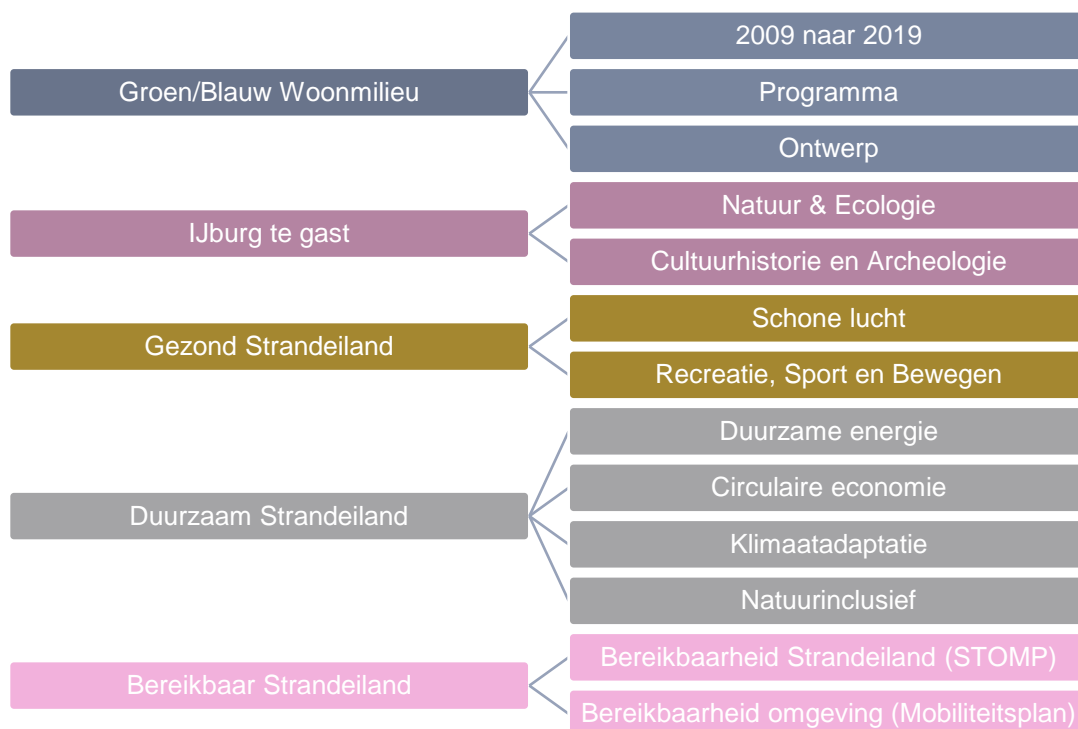 Groen/Blauw Woonmilieu
2009 naar 2019
Programma
Ontwerp
IJburg te gast
Natuur & Ecologie
Cultuurhistorie en Archeologie
Gezond Strandeiland
Schone lucht
Recreatie, Sport en Bewegen
Duurzaam Strandeiland
Duurzame energie
Circulaire economie
Klimaatadaptatie
Natuurinclusief
Bereikbaar Strandeiland
Bereikbaarheid Strandeiland (STOMP)
Bereikbaarheid omgeving (Mobiliteitsplan)